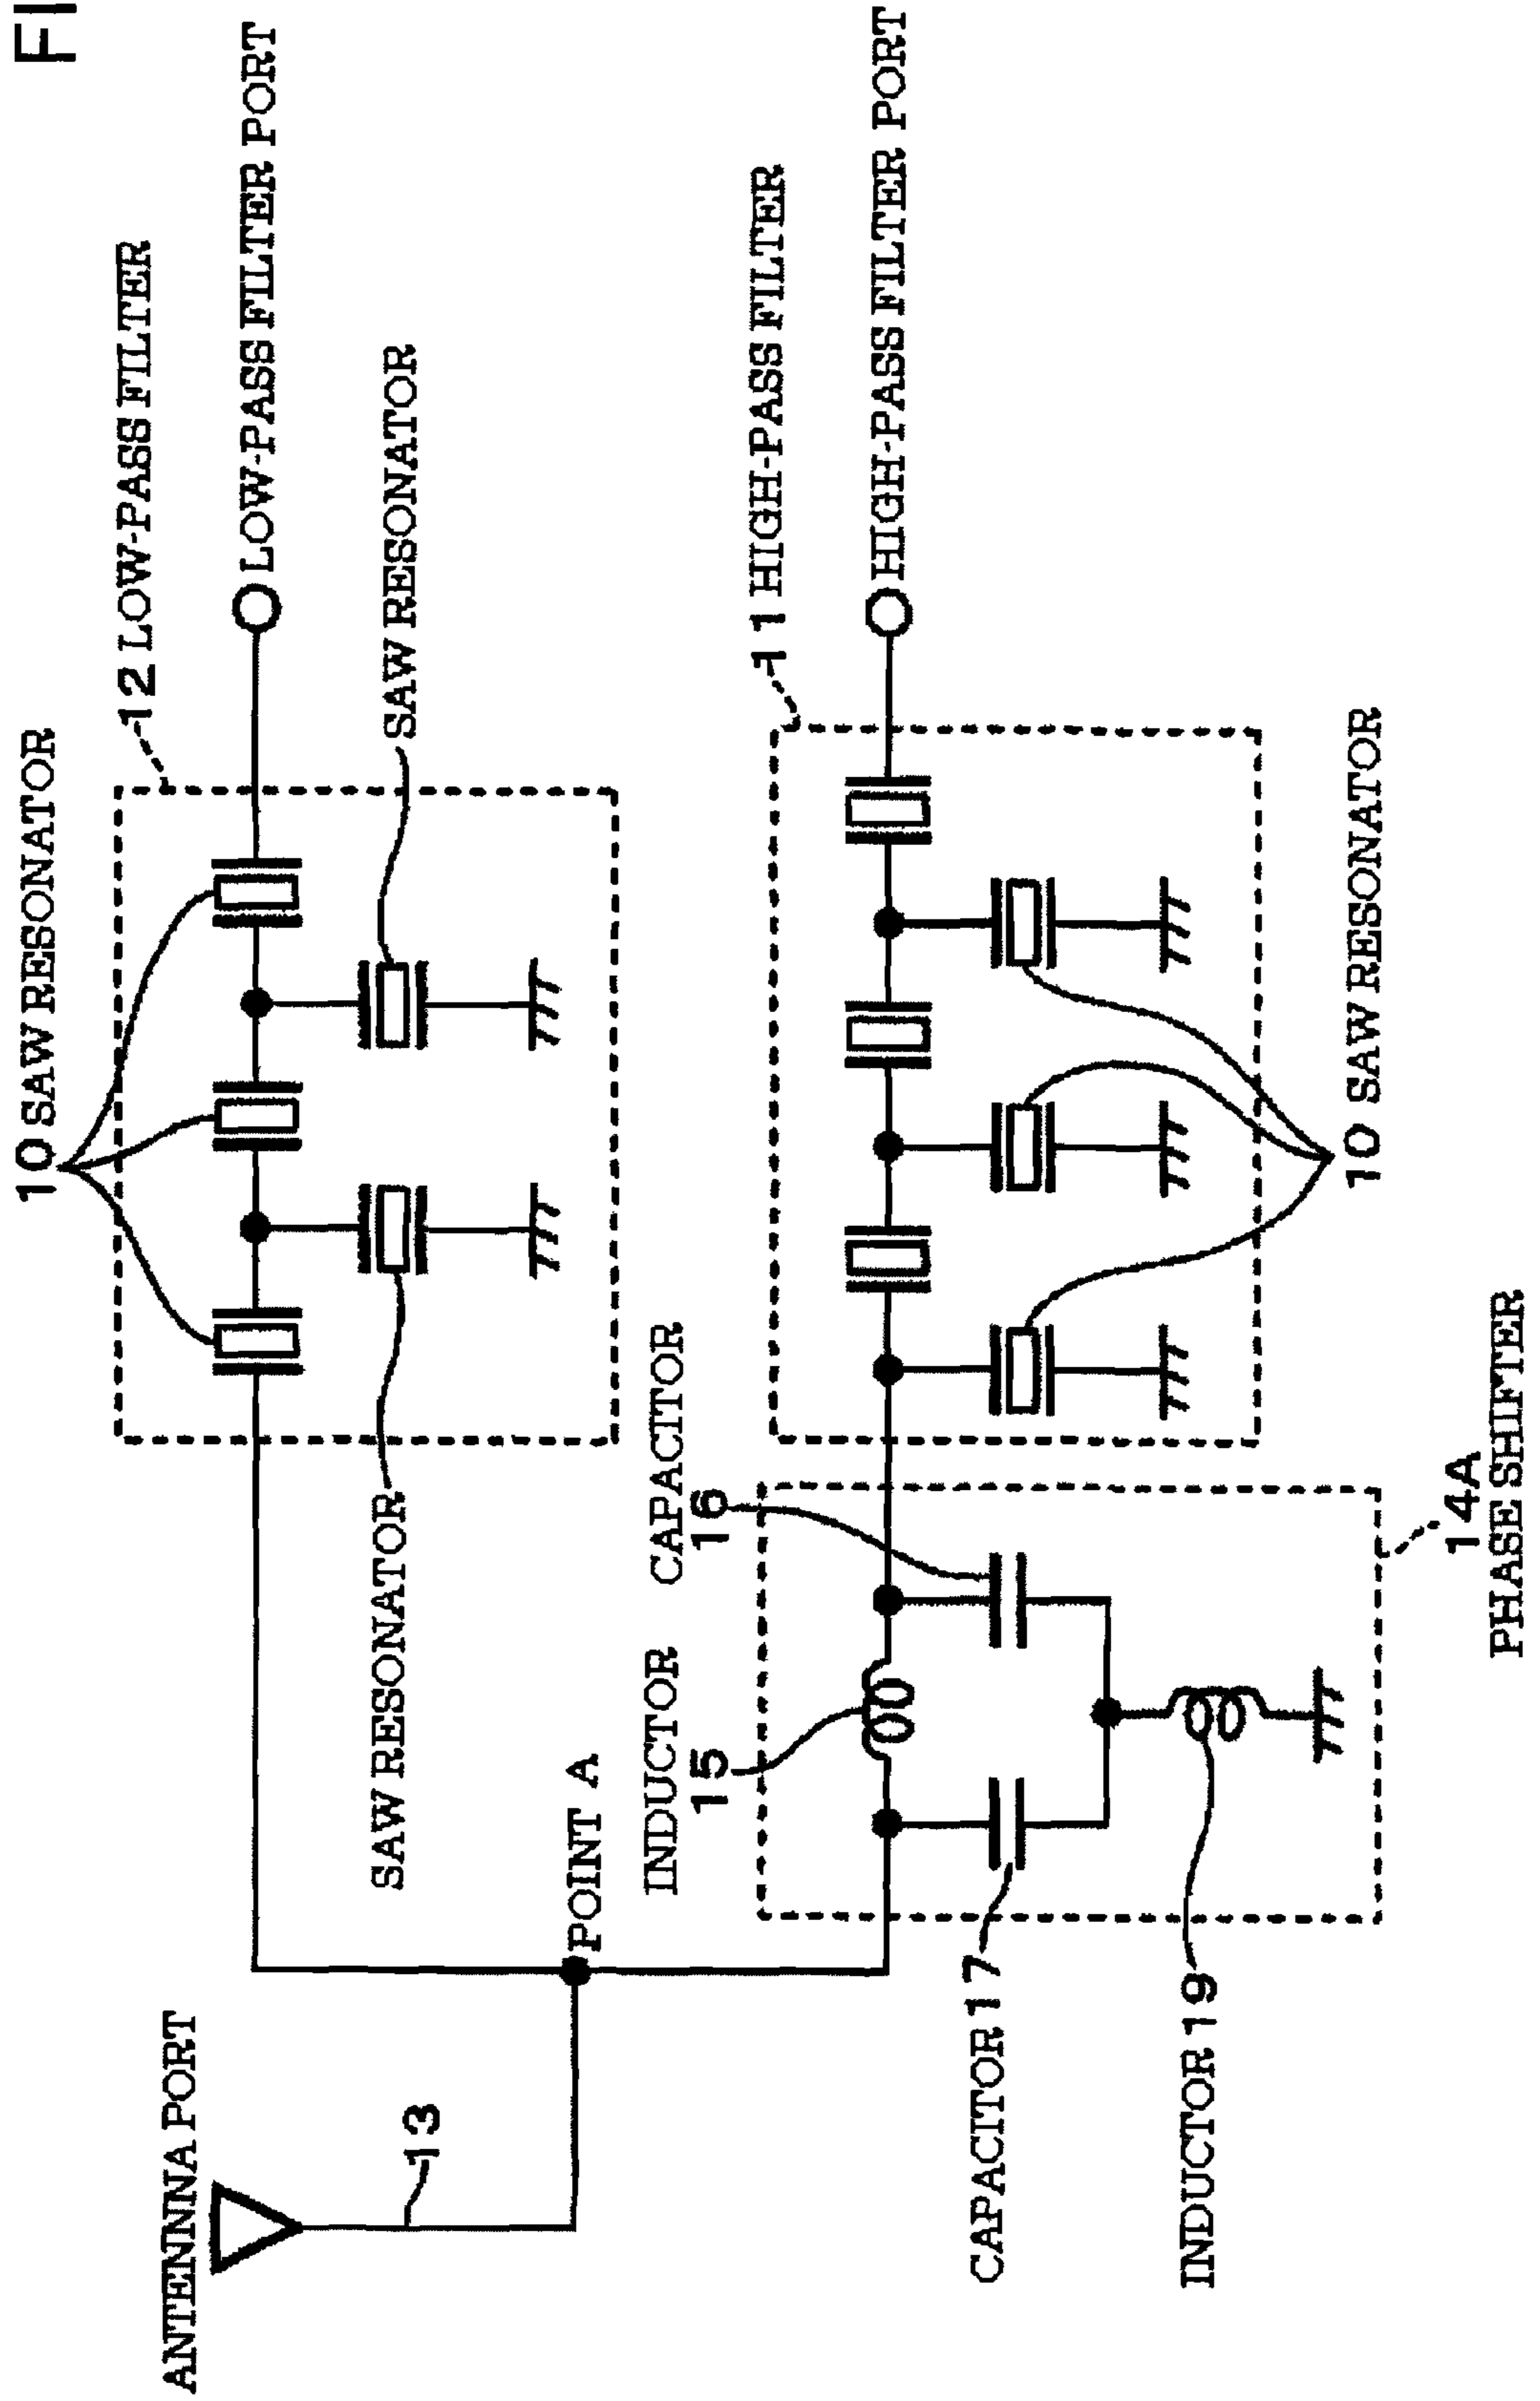 FI
10 SAW RESONATOR
12 LOW-PASS FILTER
LOW-PASS FILTER PORT
ANTENNA PORT
13
SAW RESONATOR
SAW RESONATOR
POINT A
INDUCTOR
15
CAPACITOR
16
11 HIGH-PASS FILTER
HIGH-PASS FILTER PORT
CAPACITOR 17
INDUCTOR 19
10 SAW RESONATOR
14A
PHASE SHIFTER